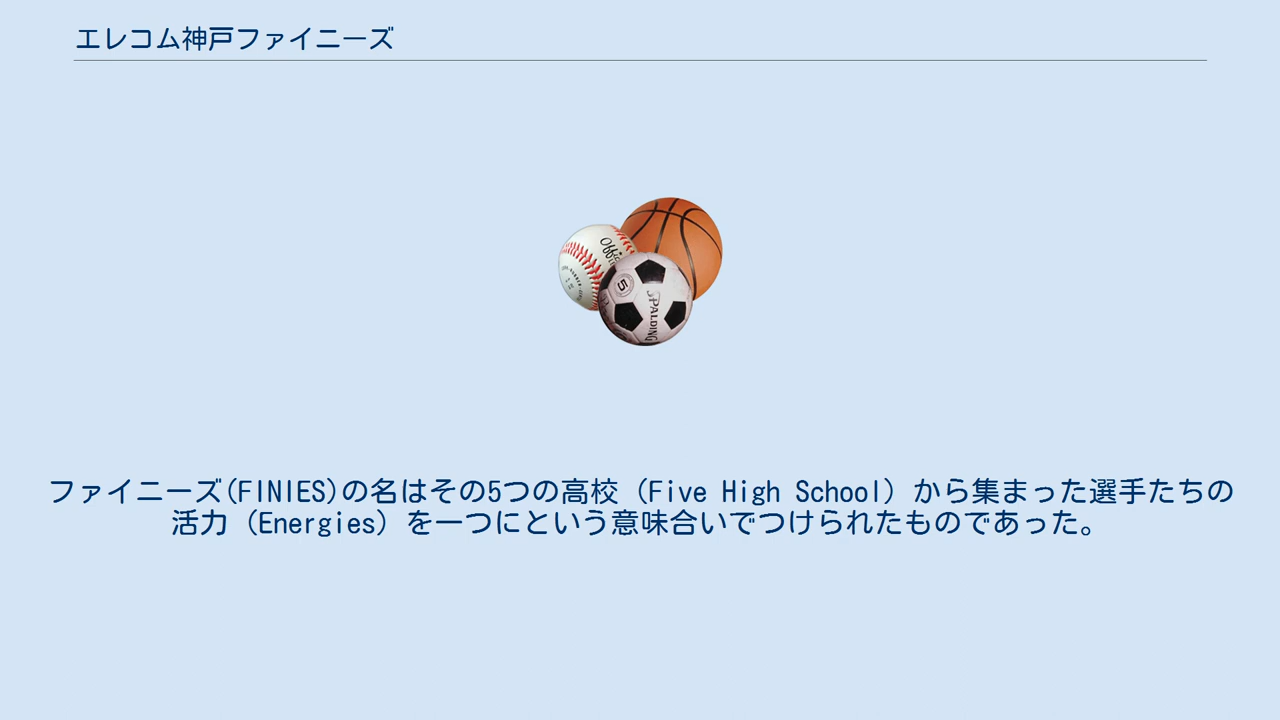 エレコム神戸ファイニーズ
Offici
5
SPALDING
ファイニーズ(FINIES)の名はその5つの高校（Five High School）から集まった選手たちの
活力（Energies）を一つにという意味合いでつけられたものであった。